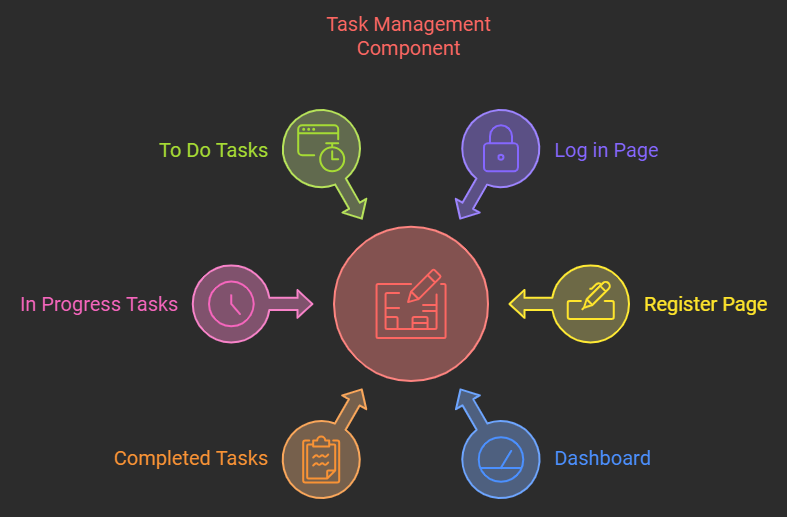 Task Management
Component
To Do Tasks
Log in Page
In Progress Tasks
Register Page
Completed Tasks
Dashboard